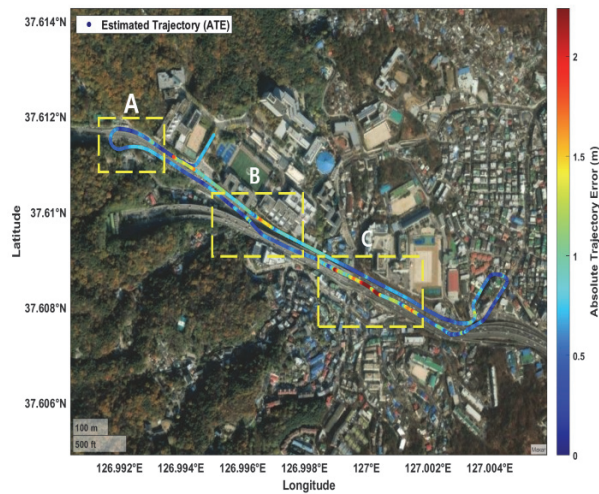 37.614°N
Estimated Trajectory (ATE)
37.612°N
37.61°N
37.608°N
37.606°N
Latitude
A
B
C
100 m
500 ft
Maxar
126.992°E
126.994°E
126.996°E
126.998°E
127°E
127.002°E
127.004°E
Longitude
2
1.5
1
0.5
0
Absolute Trajectory Error (m)